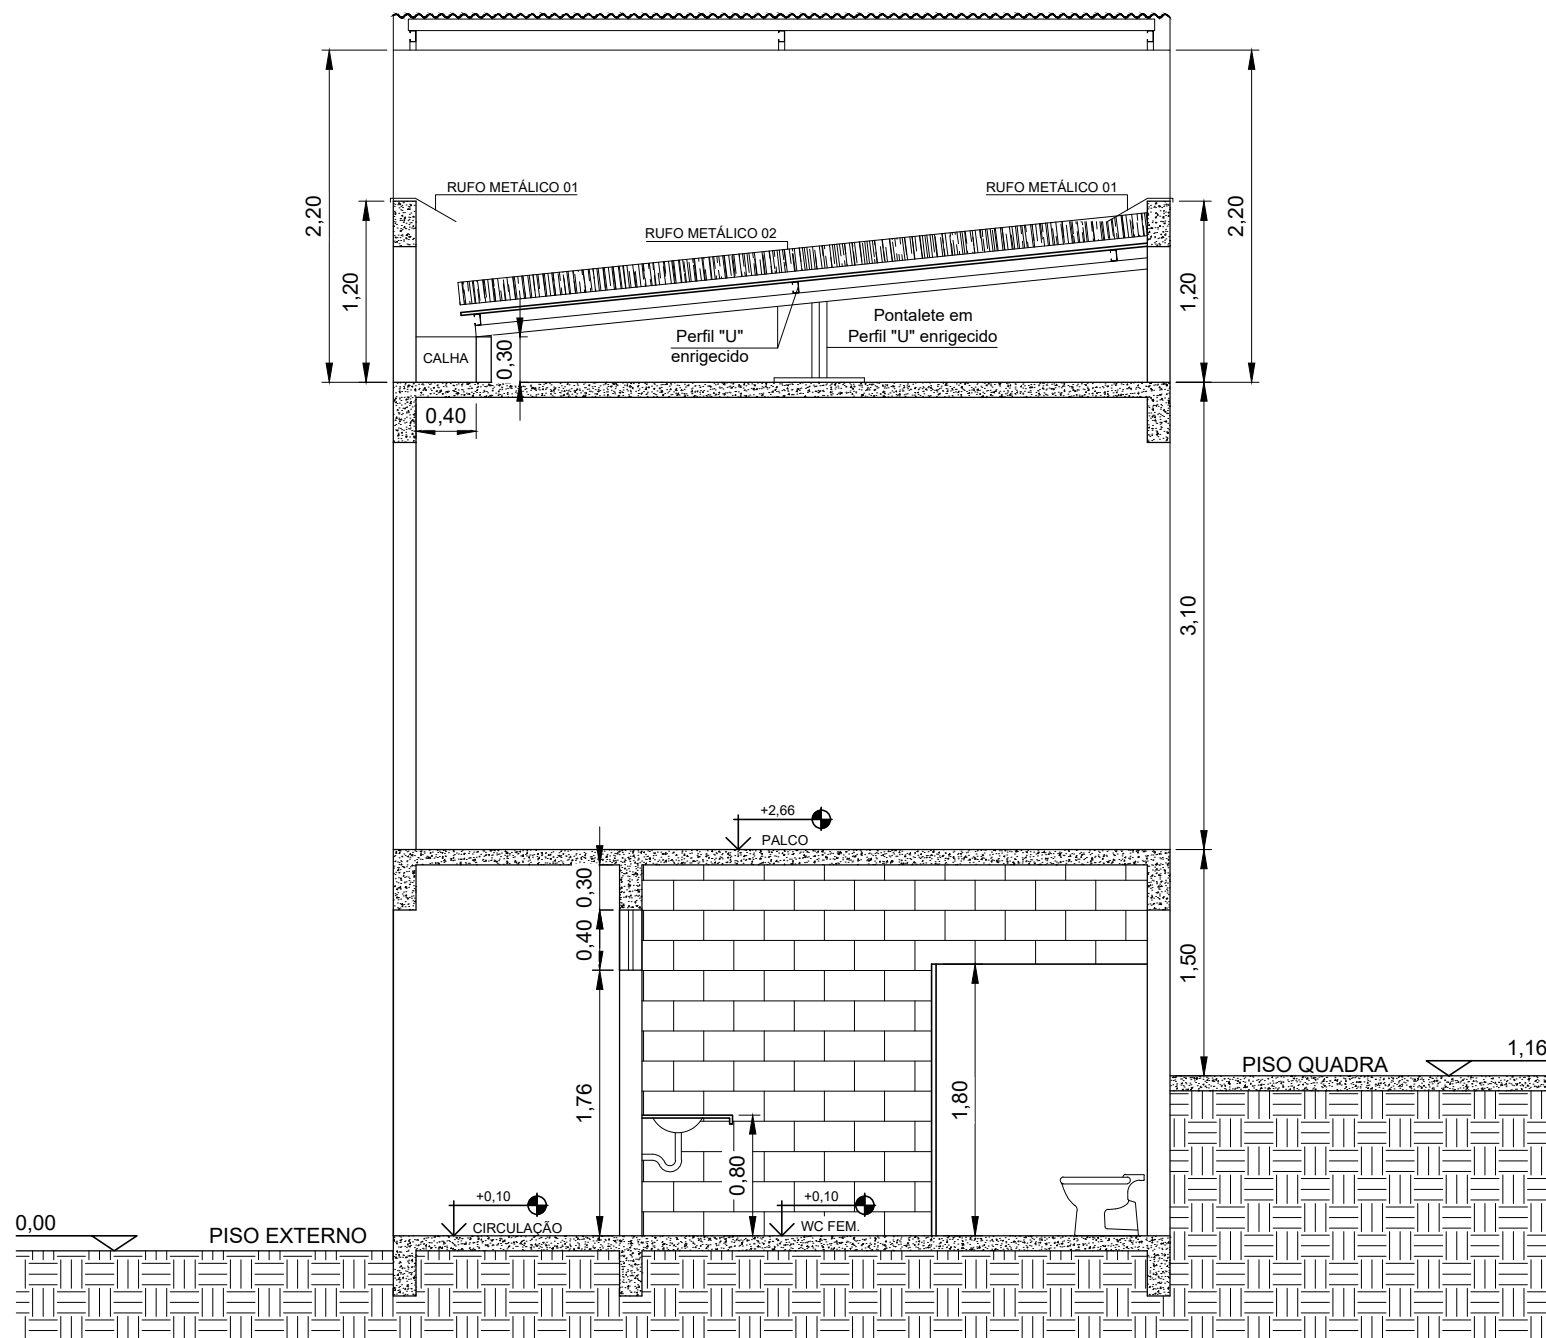 RUFO METÁLICO 01
RUFO METÁLICO 01
2,20
2,20
RUFO METÁLICO 02
1,20
1,20
Pontalete em
Perfil "U" enrigecido
Perfil "U"
enrigecido
0,30
CALHA
0,40
3,10
+2,66
PALCO
0,30
0,40
1,50
1,16
PISO QUADRA
1,76
1,80
0,80
+0,10
+0,10
CIRCULAÇÃO
WC FEM.
0,00
PISO EXTERNO